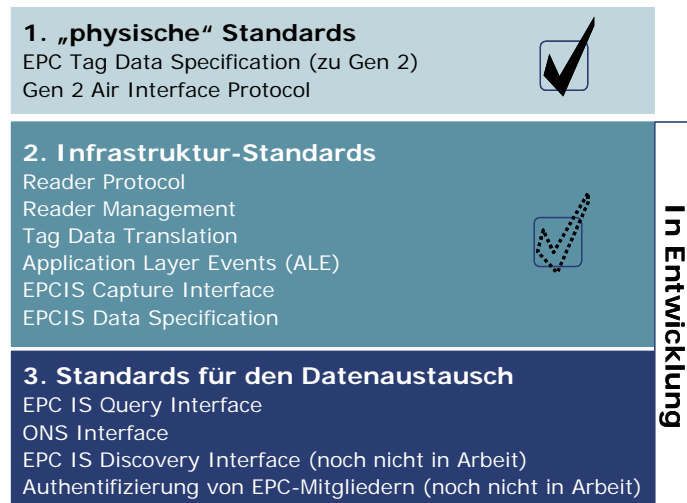 1. „physische“ Standards
EPC Tag Data Specification (zu Gen 2)
Gen 2 Air Interface Protocol
2. Infrastruktur-Standards
Reader Protocol
Reader Management
Tag Data Translation
Application Layer Events (ALE)
EPCIS Capture Interface
EPCIS Data Specification
3. Standards für den Datenaustausch
EPC IS Query Interface
ONS Interface
EPC IS Discovery Interface (noch nicht in Arbeit)
Authentifizierung von EPC-Mitgliedern (noch nicht in Arbeit)
In Entwicklung